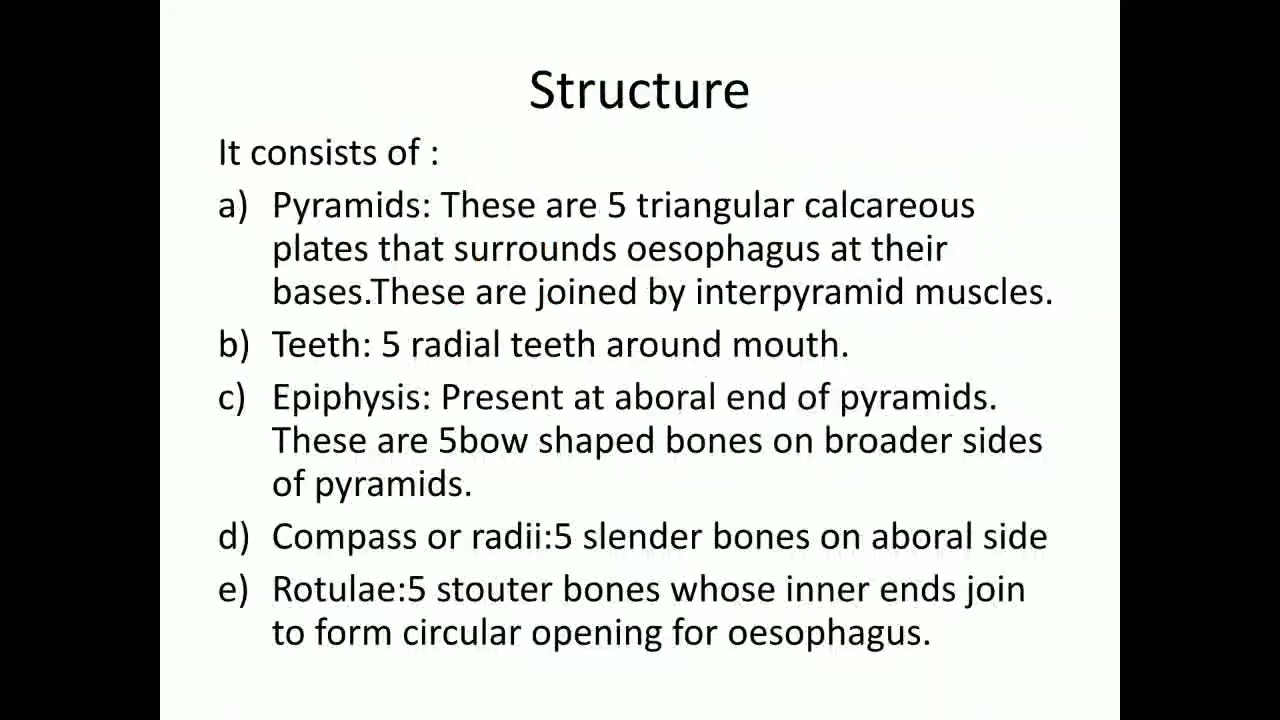 Structure
It consists of :
a) Pyramids: These are 5 triangular calcareous
plates that surrounds oesophagus at their
bases.These are joined by interpyramid muscles.
b) Teeth: 5 radial teeth around mouth.
c) Epiphysis: Present at aboral end of pyramids.
These are 5bow shaped bones on broader sides
of pyramids.
d) Compass or radii:5 slender bones on aboral side
e) Rotulae:5 stouter bones whose inner ends join
to form circular opening for oesophagus.